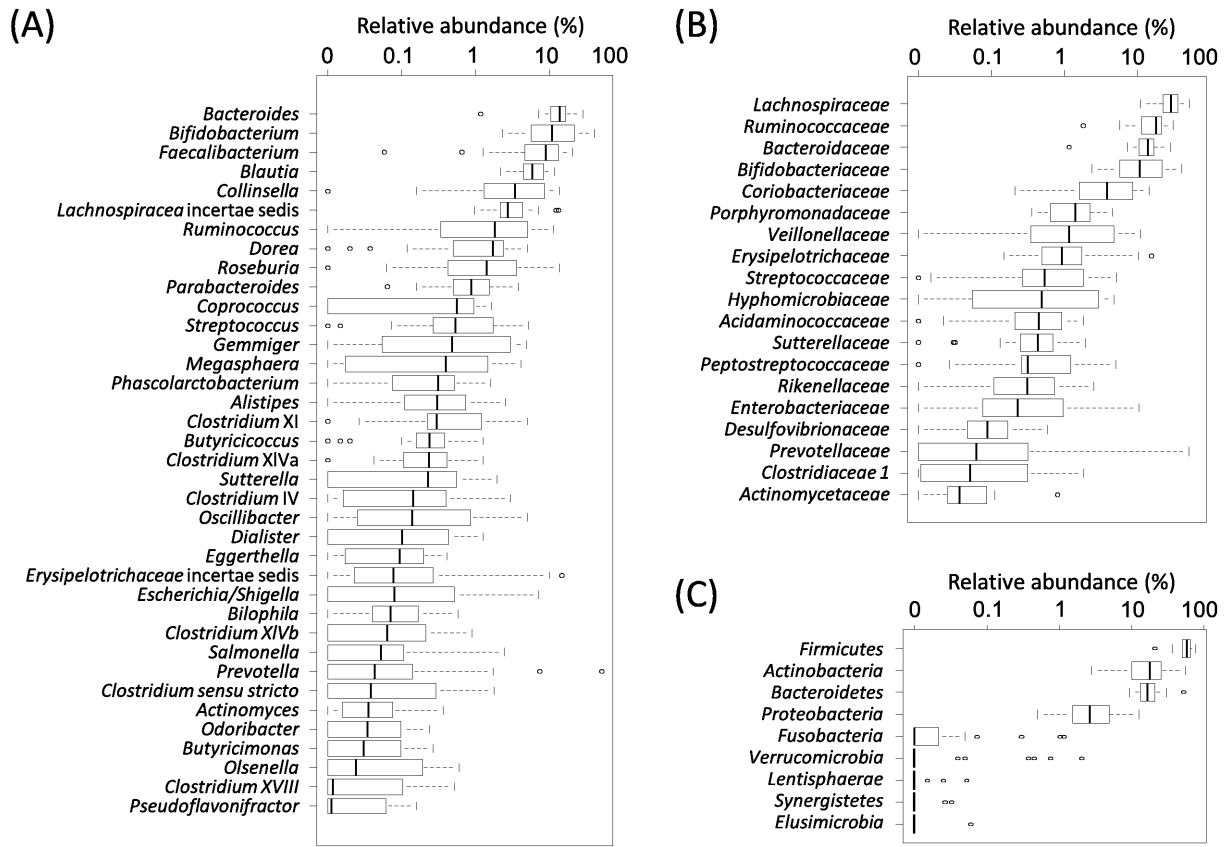 (A)
Relative abundance (%)
0 0.1 1 10 100
Bacteroides
Bifidobacterium
Faecalibacterium
Blautia
Collinsella
Lachnospiracea incertae sedis
Ruminococcus
Dorea
Roseburia
Parabacteroides
Coprococcus
Streptococcus
Gemmiger
Megasphaera
Phascolarctobacterium
Alistipes
Clostridium XI
Butyricicoccus
Clostridium XlVa
Sutterella
Clostridium IV
Oscillibacter
Dialister
Eggerthella
Erysipelotrichaceae incertae sedis
Escherichia/Shigella
Bilophila
Clostridium XlVb
Salmonella
Prevotella
Clostridium sensu stricto
Actinomyces
Odoribacter
Butyricimonas
Olsenella
Clostridium XVIII
Pseudoflavonifractor
(B)
Relative abundance (%)
0 0.1 1 10 100
Lachnospiraceae
Ruminococcaceae
Bacteroidaceae
Bifidobacteriaceae
Coriobacteriaceae
Porphyromonadaceae
Veillonellaceae
Erysipelotrichaceae
Streptococcaceae
Hyphomicrobiaceae
Acidaminococcaceae
Sutterellaceae
Peptostreptococcaceae
Rikenellaceae
Enterobacteriaceae
Desulfovibrionaceae
Prevotellaceae
Clostridiaceae 1
Actinomycetaceae
(C)
Relative abundance (%)
0 0.1 1 10 100
Firmicutes
Actinobacteria
Bacteroidetes
Proteobacteria
Fusobacteria
Verrucomicrobia
Lentisphaerae
Synergistetes
Elusimicrobia